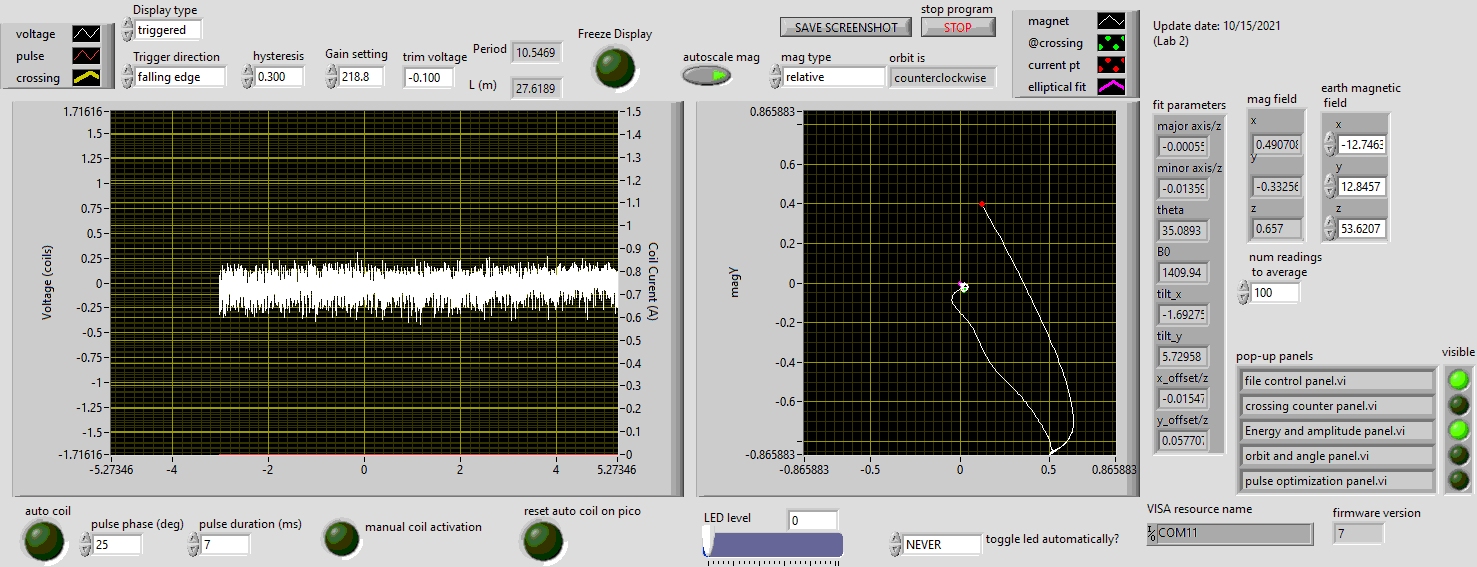 voltage
pulse
crossing
Display type
triggered
Trigger direction
falling edge
hysteresis
0.300
Gain setting
218.8
trim voltage
-0.100
Period
10.5469
L (m)
27.6189
Freeze Display
autoscale mag
SAVE SCREENSHOT
stop program
STOP
mag type
relative
orbit is
counterclockwise
magnet
@crossing
current pt
elliptical fit
Update date: 10/15/2021
(Lab 2)
Voltage (coils)
1.71616
1.5
1.25
1
0.75
0.5
0.25
0
-0.25
-0.5
-0.75
-1
-1.25
-1.5
-1.71616
-5.27346
-4
-2
0
2
4
5.27346
1.5
1.4
1.3
1.2
1.1
1
0.9
0.8
0.7
0.6
0.5
0.4
0.3
0.2
0.1
0
Coil Current (A)
magY
0.865883
0.6
0.4
0.2
0
-0.2
-0.4
-0.6
-0.865883
-0.865883
-0.5
0
0.5
0.865883
fit parameters
major axis/z
-0.00055
minor axis/z
-0.01359
theta
35.0893
B0
1409.94
tilt_x
-1.69275
tilt_y
5.72958
x_offset/z
-0.01547
y_offset/z
0.057707
mag field
x
0.490708
y
-0.33256
z
0.657
earth magnetic
field
x
-12.7463
y
12.8457
z
53.6207
num readings
to average
100
pop-up panels
visible
file control panel.vi
crossing counter panel.vi
Energy and amplitude panel.vi
orbit and angle panel.vi
pulse optimization panel.vi
auto coil
pulse phase (deg)
25
pulse duration (ms)
7
manual coil activation
reset auto coil on pico
LED level
0
NEVER
toggle led automatically?
VISA resource name
COM11
firmware version
7